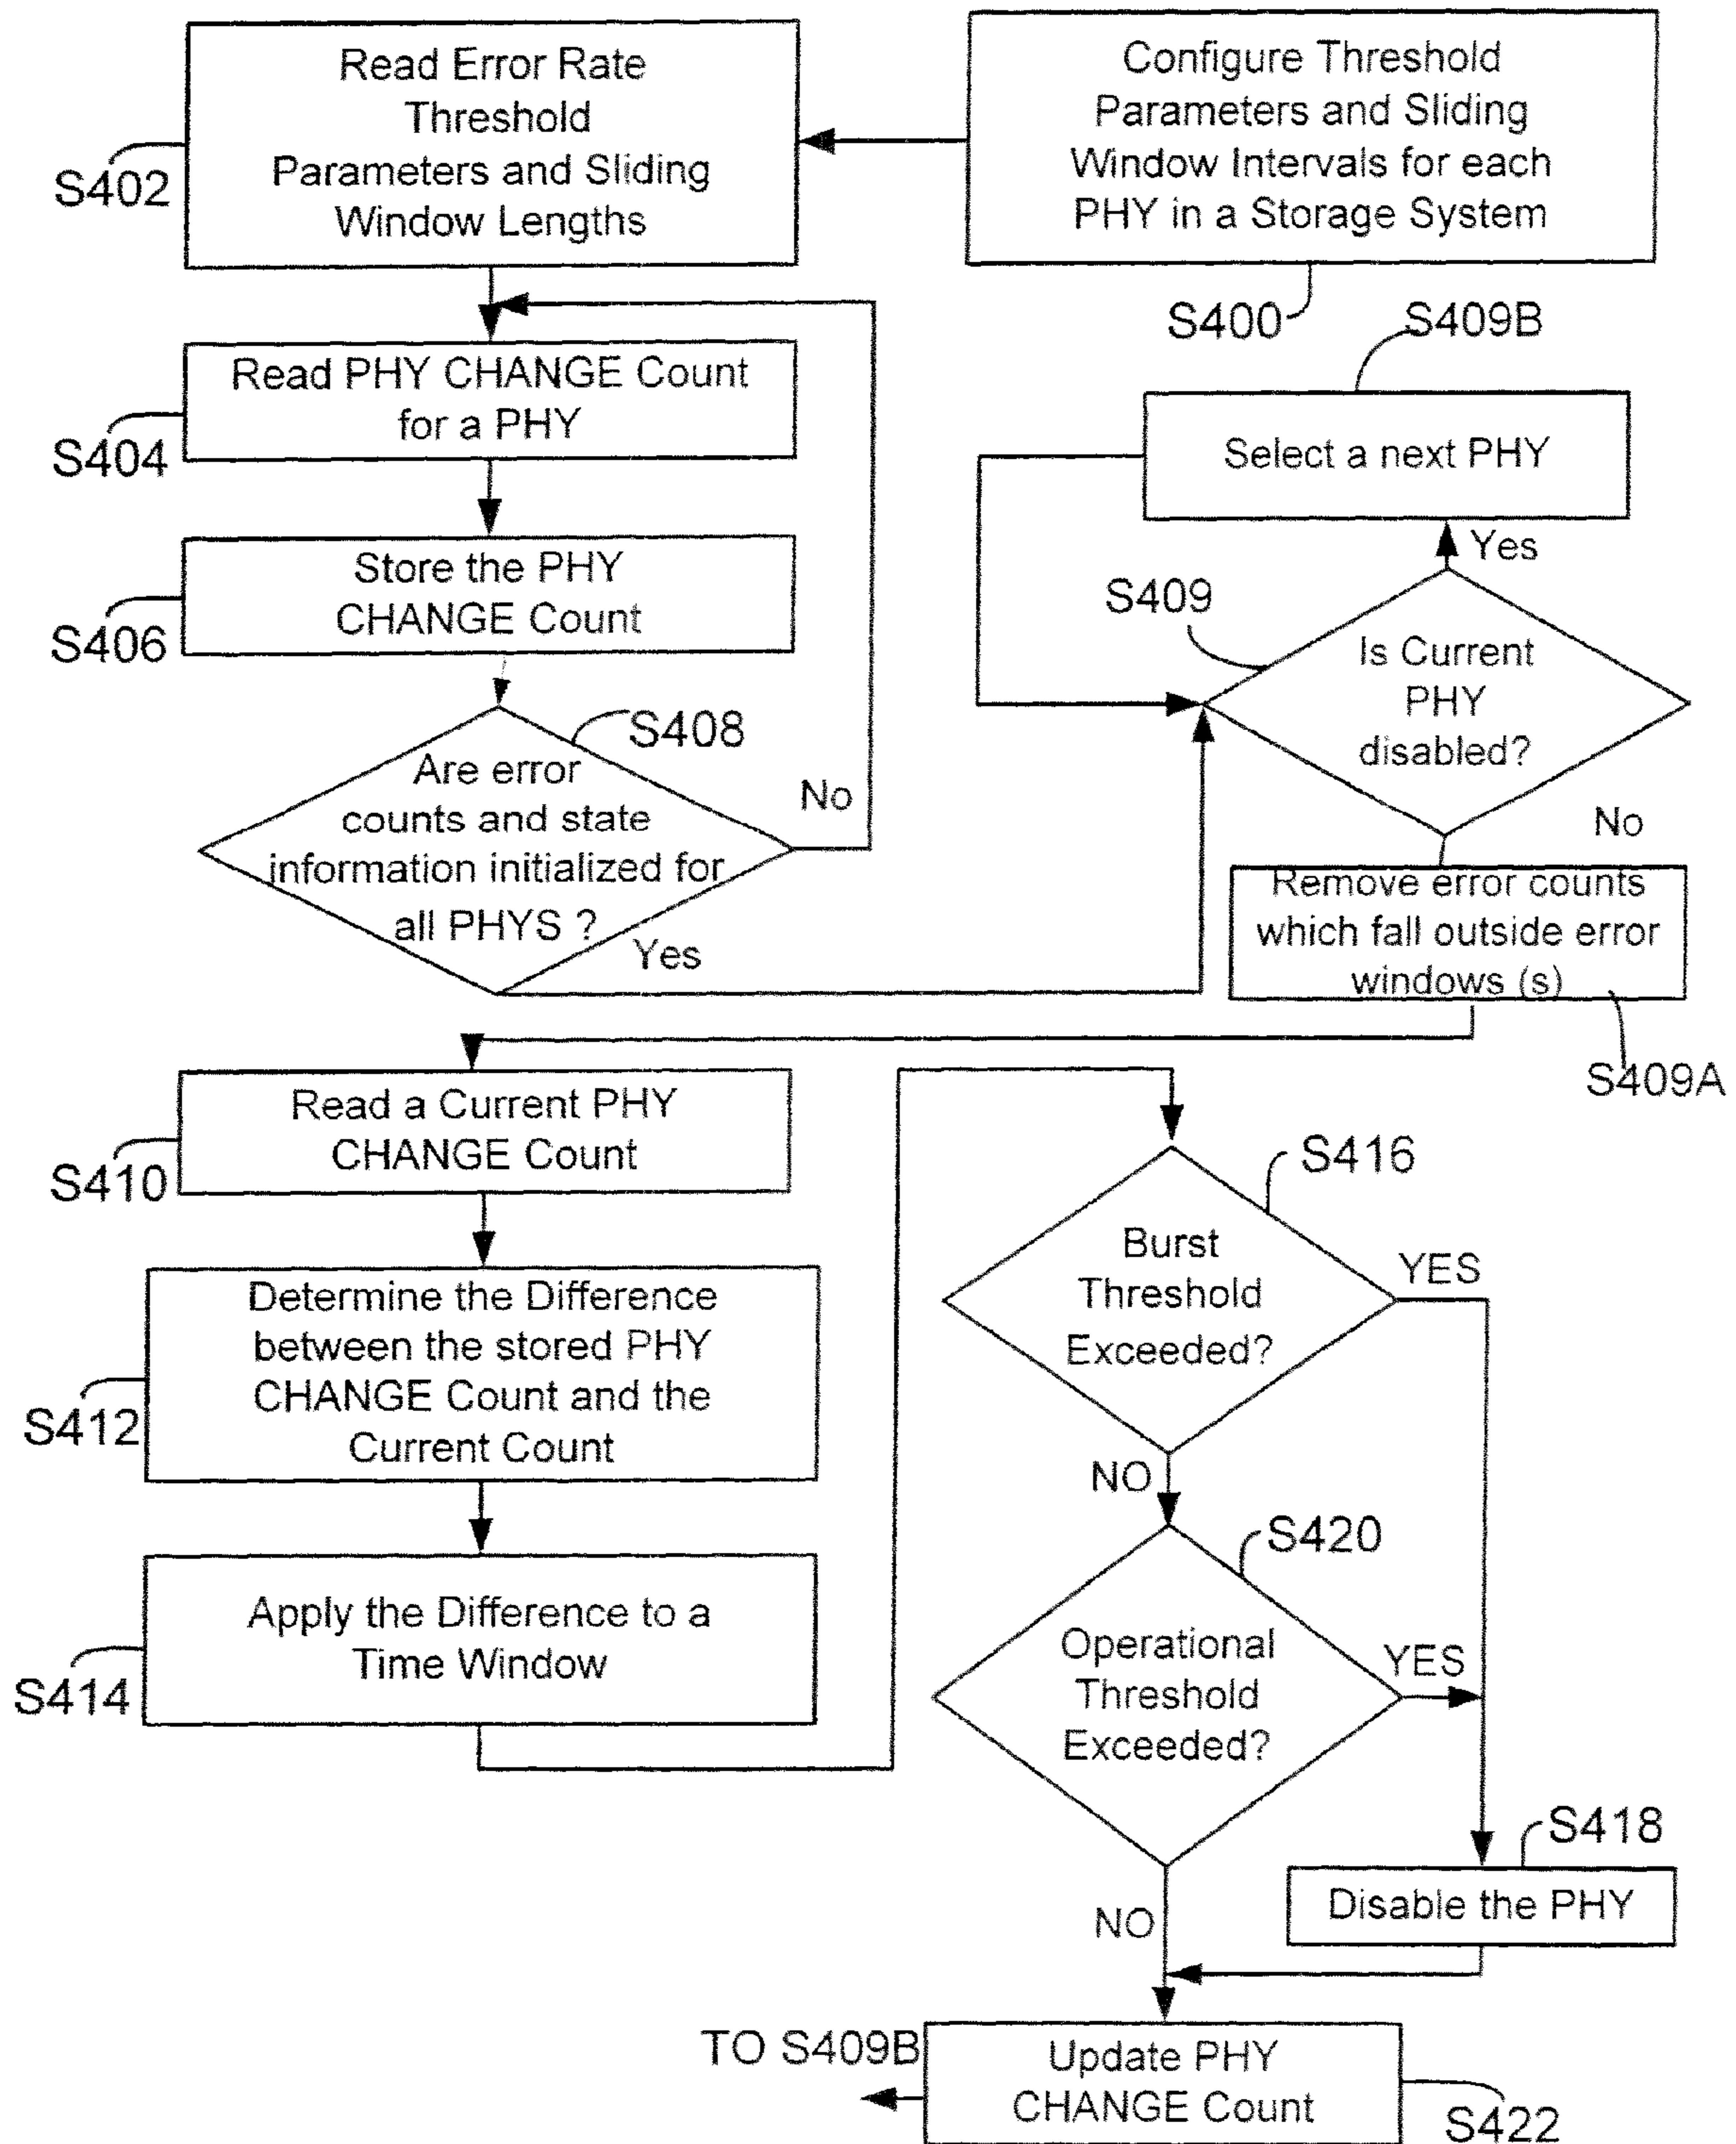 Read Error Rate
Threshold
Parameters and Sliding
Window Lengths
S402
Configure Threshold
Parameters and Sliding
Window Intervals for each
PHY in a Storage System
S400
S409B
Read PHY CHANGE Count
for a PHY
S404
Select a next PHY
Yes
Store the PHY
CHANGE Count
S406
S409
Is Current
PHY
disabled?
No
S408
Are error
counts and state
information initialized for
all PHYS ?
No
Yes
Remove error counts
which fall outside error
windows (s)
S409A
Read a Current PHY
CHANGE Count
S410
Determine the Difference
between the stored PHY
CHANGE Count and the
Current Count
S412
Apply the Difference to a
Time Window
S414
S416
Burst
Threshold
Exceeded?
YES
NO
S420
Operational
Threshold
Exceeded?
YES
NO
S418
Disable the PHY
TO S409B
Update PHY
CHANGE Count
S422